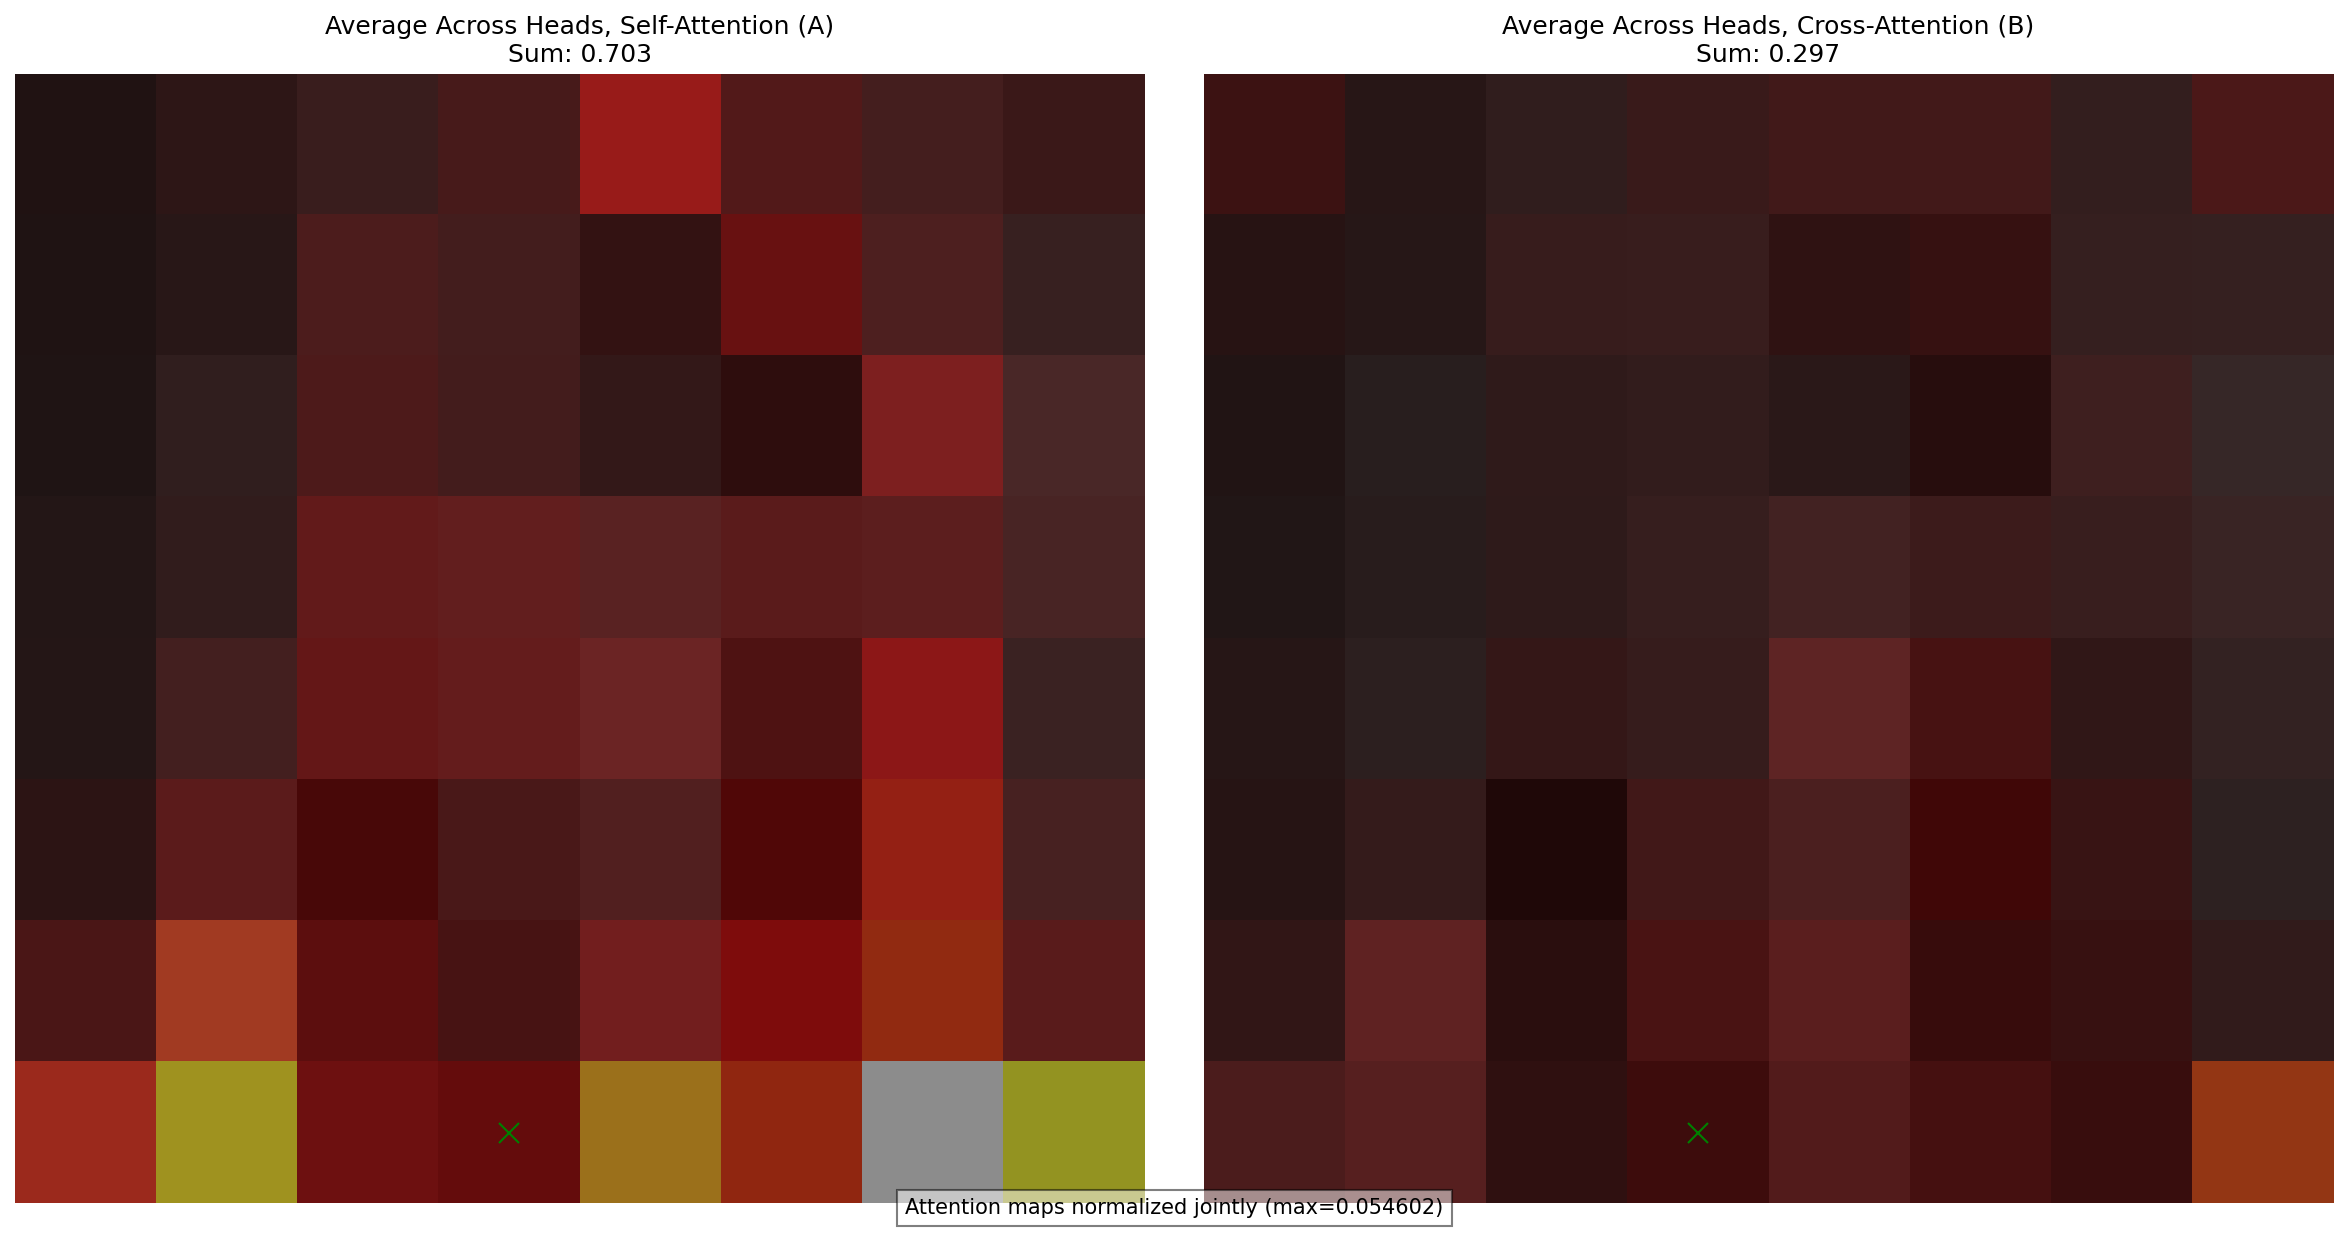 Average Across Heads, Self-Attention (A)
Sum: 0.703
Average Across Heads, Cross-Attention (B)
Sum: 0.297
Attention maps normalized jointly (max=0.054602)